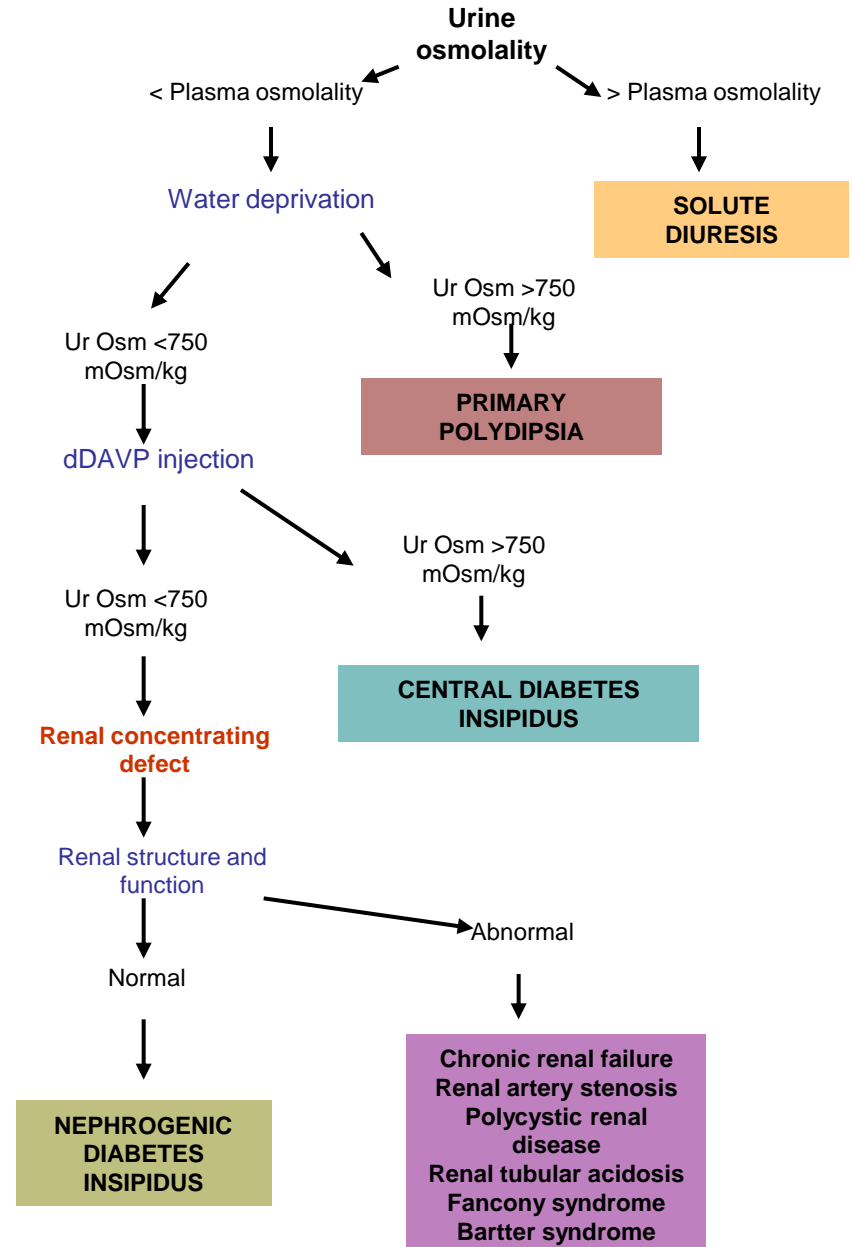 Urine
osmolality
< Plasma osmolality
> Plasma osmolality
Water deprivation
SOLUTE
DIURESIS
Ur Osm >750
mOsm/kg
Ur Osm <750
mOsm/kg
PRIMARY
POLYDIPSIA
dDAVP injection
Ur Osm >750
mOsm/kg
Ur Osm <750
mOsm/kg
CENTRAL DIABETES
INSIPIDUS
Renal concentrating
defect
Renal structure and
function
Abnormal
Normal
Chronic renal failure
Renal artery stenosis
Polycystic renal
disease
Renal tubular acidosis
Fancony syndrome
Bartter syndrome
NEPHROGENIC
DIABETES
INSIPIDUS